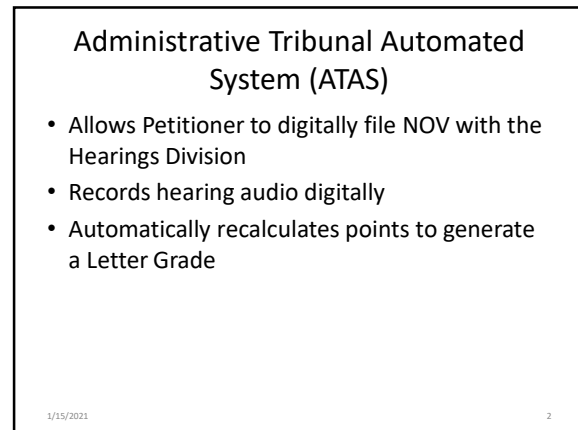 Administrative Tribunal Automated
System (ATAS)
• Allows Petitioner to digitally file NOV with the
Hearings Division
• Records hearing audio digitally
• Automatically recalculates points to generate
a Letter Grade
1/15/2021
2